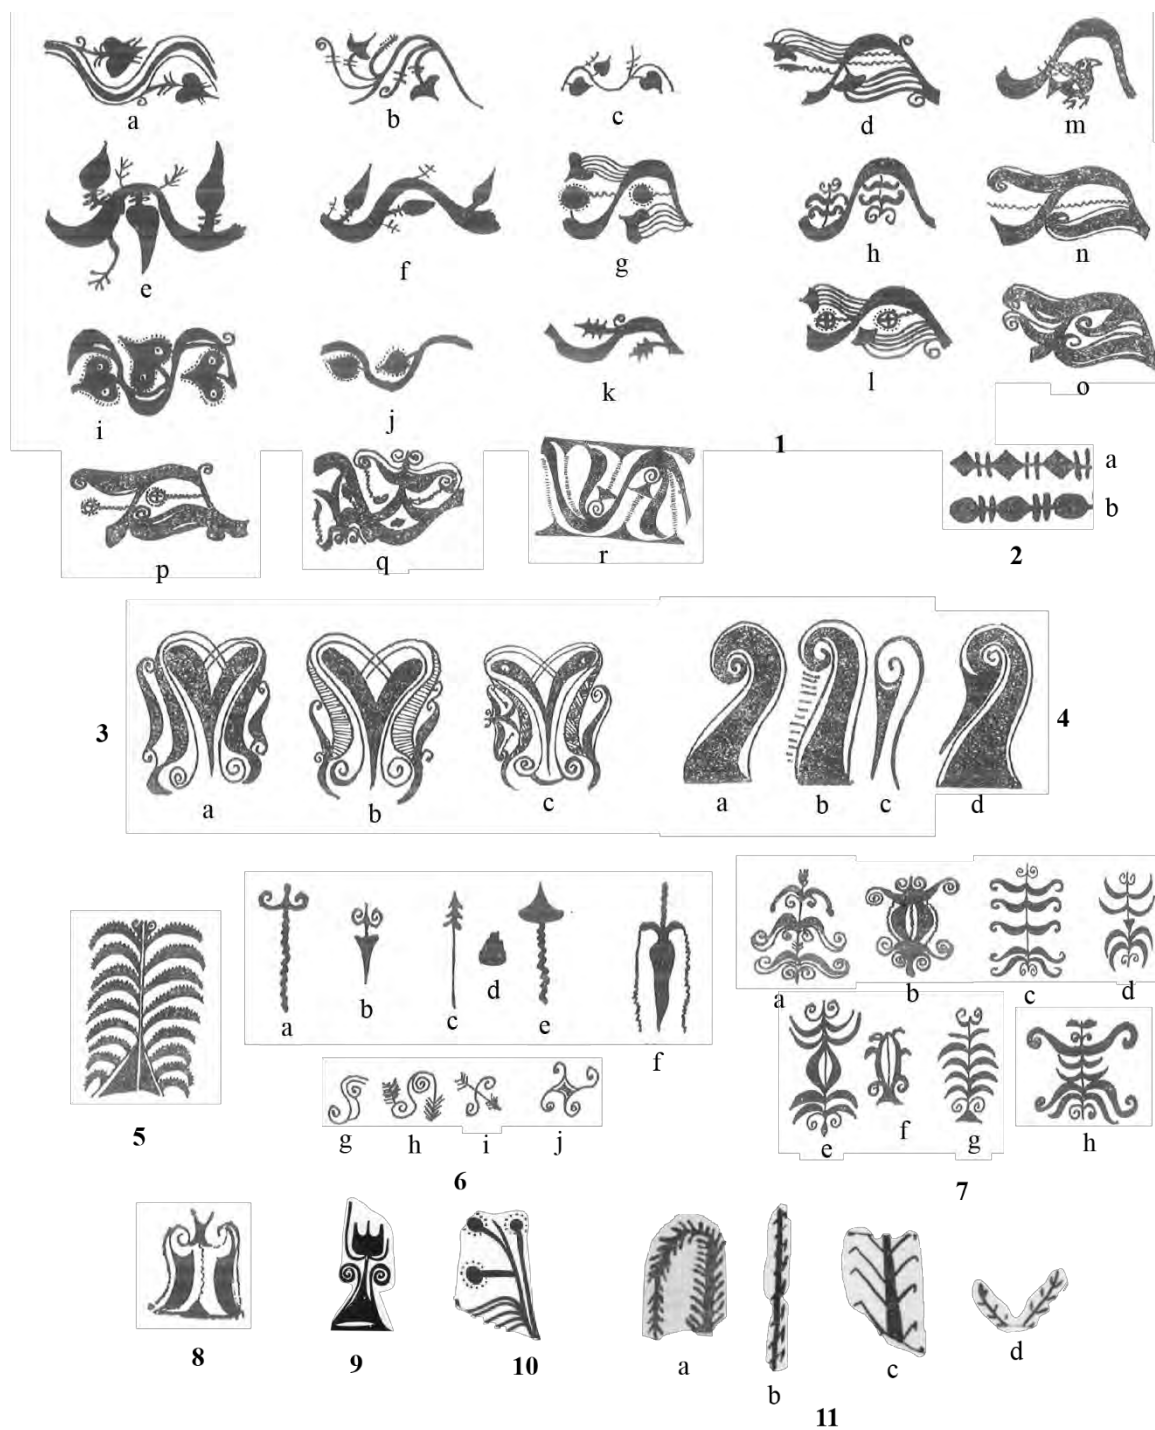 a b c d m
e f g h n
i j k l o
p q r 1
a
b
2
3 a b c a b c d 4
a b c d e f
a b c d
5
g h i j
e f g h
6
7
8 9 10
a b c d
11